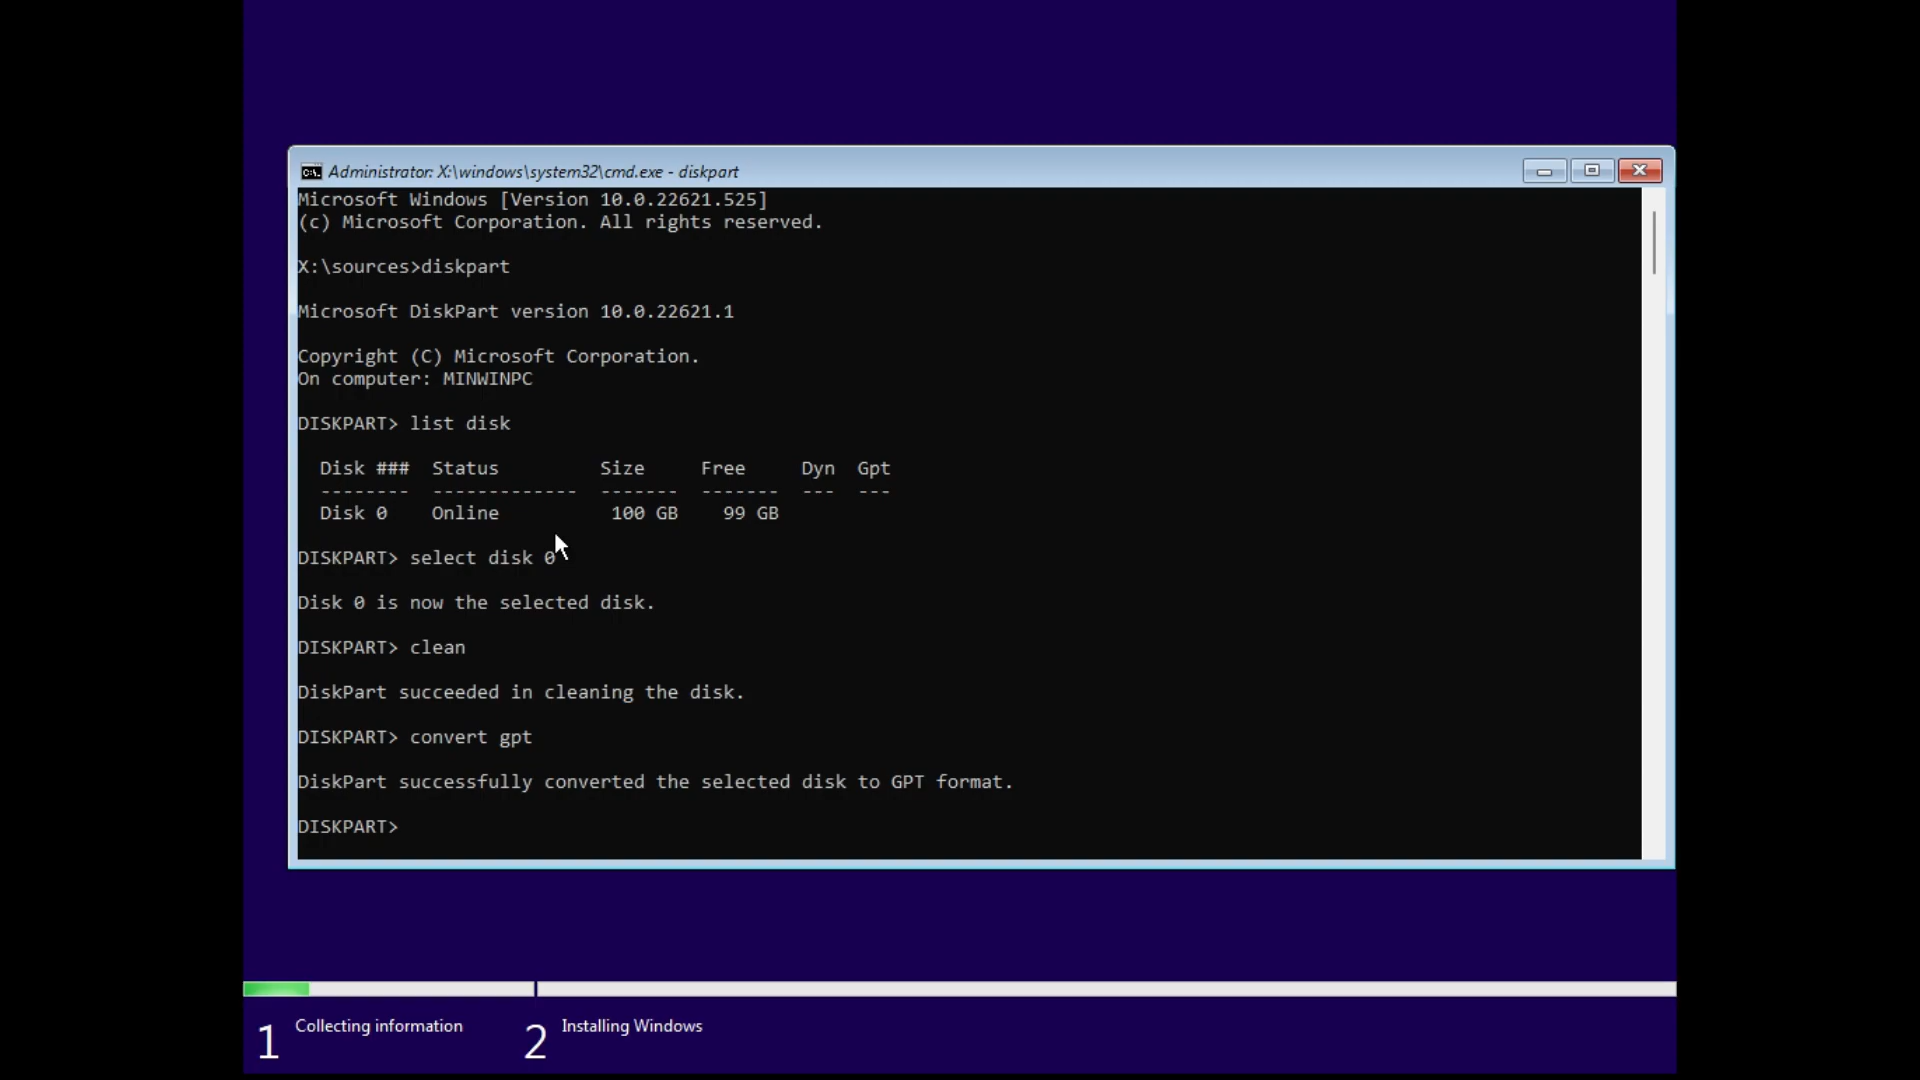 Administrator: X:\windows\system32\cmd.exe - diskpart
Microsoft Windows [Version 10.0.22621.525]
(c) Microsoft Corporation. All rights reserved.
X:\sources>diskpart
Microsoft DiskPart version 10.0.22621.1
Copyright (C) Microsoft Corporation.
On computer: MINWINPC
DISKPART> list disk
  Disk ###  Status         Size     Free     Dyn  Gpt
  --------  -------------  -------  -------  ---  ---
  Disk 0    Online          100 GB    99 GB
DISKPART> select disk 0
Disk 0 is now the selected disk.
DISKPART> clean
DiskPart succeeded in cleaning the disk.
DISKPART> convert gpt
DiskPart successfully converted the selected disk to GPT format.
DISKPART>
1 Collecting information 2 Installing Windows